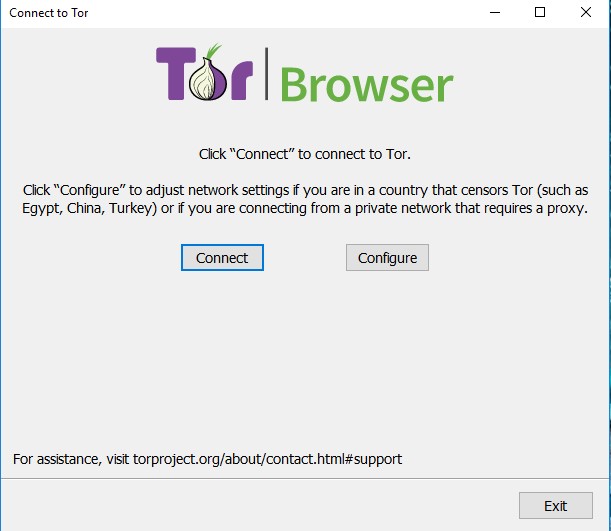 Connect to Tor
Tor | Browser
Click “Connect” to connect to Tor.
Click “Configure” to adjust network settings if you are in a country that censors Tor (such as
Egypt, China, Turkey) or if you are connecting from a private network that requires a proxy.
Connect Configure
For assistance, visit torproject.org/about/contact.html#support
Exit